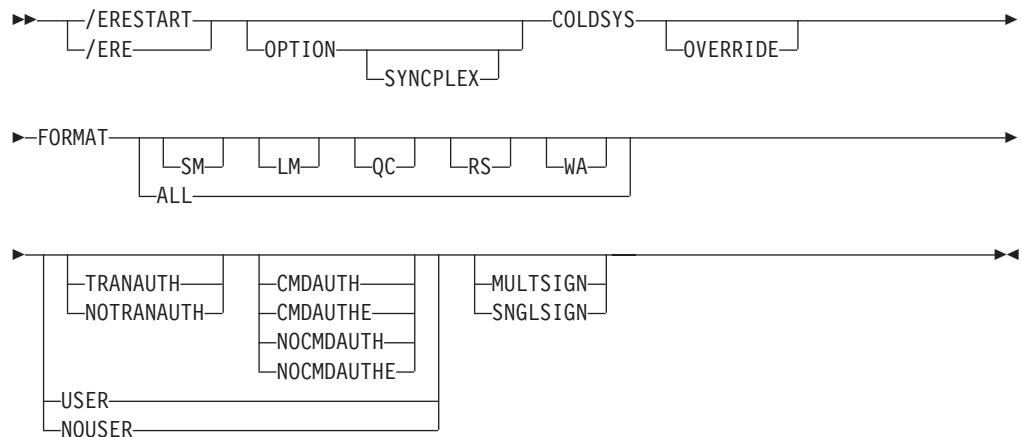 /ERESTART COLDSYS
/ERE OPTION OVERRIDE
SYNCPLEX
FORMAT
SM LM QC RS WA
ALL
TRANAUTH CMDAUTH MULTSIGN
NOTRANAUTH CMDAUTHE SNGLSIGN
NOCMDAUTH
NOCMDAUTHE
USER
NOUSER